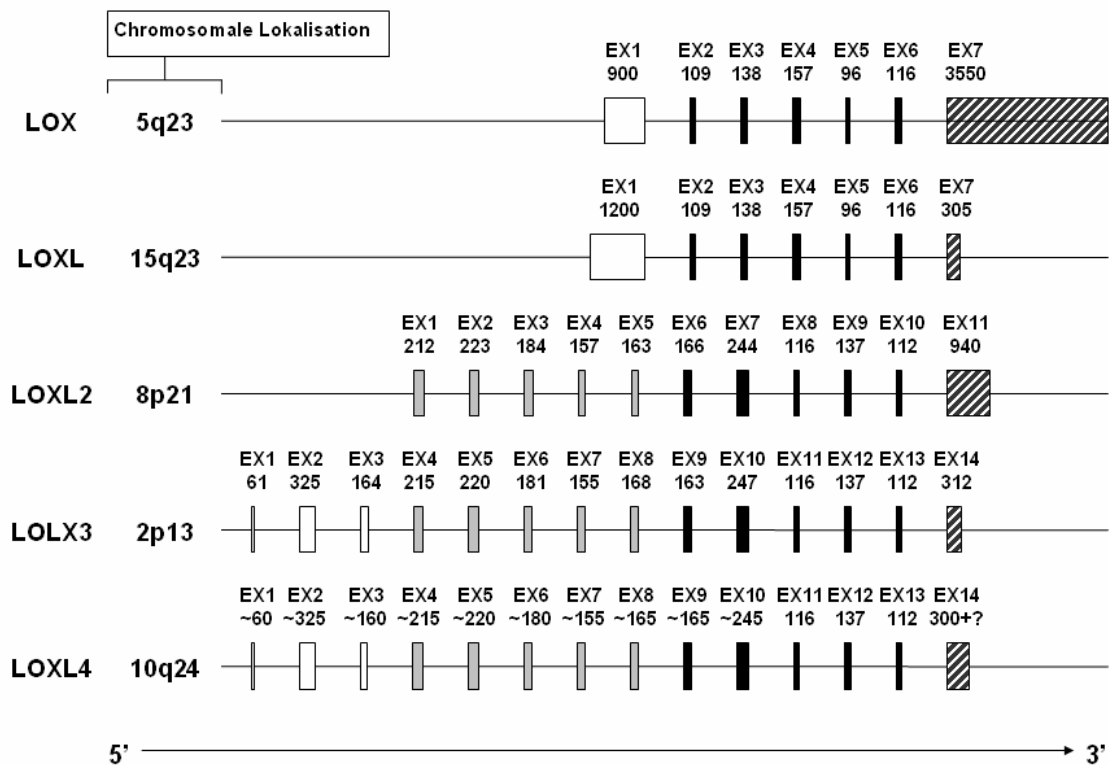 Chromosomale Lokalisation
EX1 EX2 EX3 EX4 EX5 EX6 EX7
900 109 138 157 96 116 3550
LOX 5q23
EX1 EX2 EX3 EX4 EX5 EX6 EX7
1200 109 138 157 96 116 305
LOXL 15q23
EX1 EX2 EX3 EX4 EX5 EX6 EX7 EX8 EX9 EX10 EX11
212 223 184 157 163 166 244 116 137 112 940
LOXL2 8p21
EX1 EX2 EX3 EX4 EX5 EX6 EX7 EX8 EX9 EX10 EX11 EX12 EX13 EX14
61 325 164 215 220 181 155 168 163 247 116 137 112 312
LOLX3 2p13
EX1 EX2 EX3 EX4 EX5 EX6 EX7 EX8 EX9 EX10 EX11 EX12 EX13 EX14
~60 ~325 ~160 ~215 ~220 ~180 ~155 ~165 ~165 ~245 116 137 112 300+?
LOXL4 10q24
5’ 3’